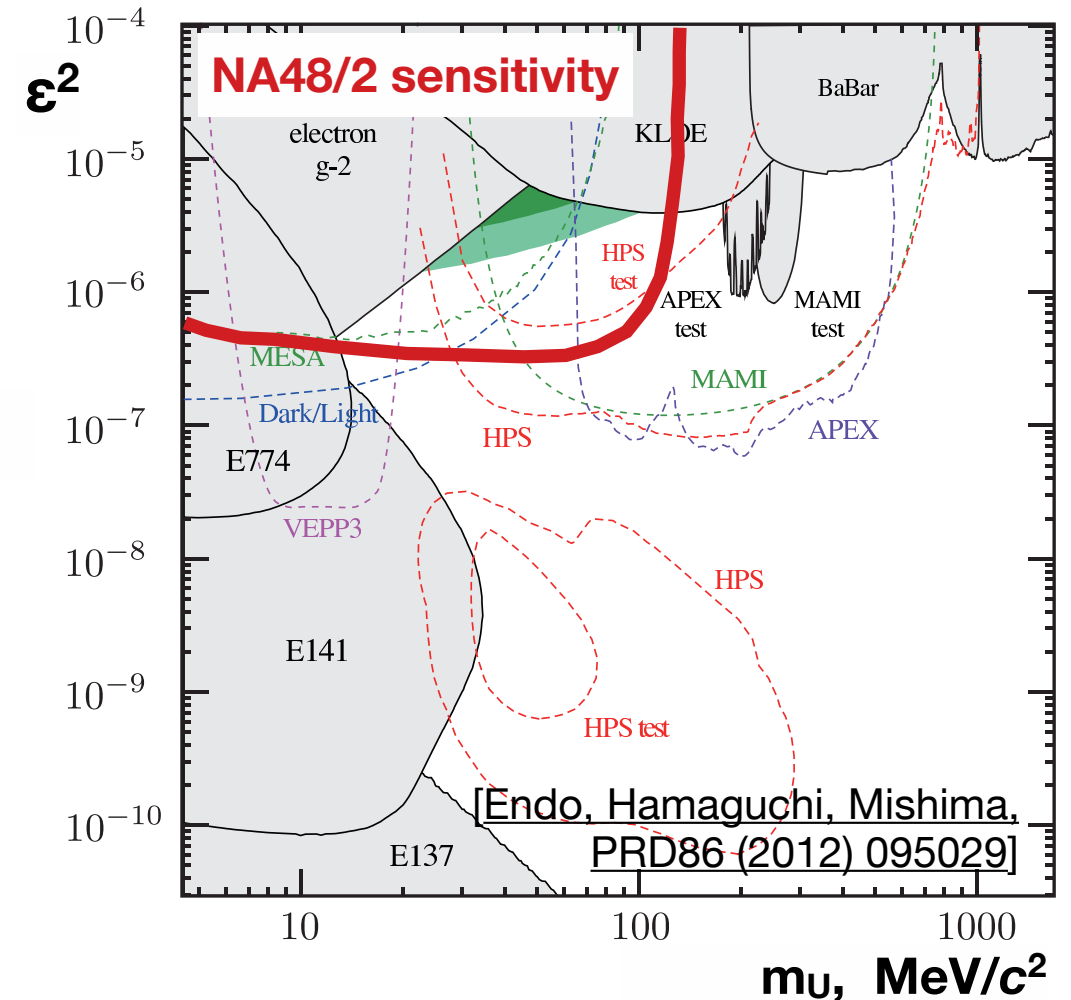 10⁻⁴
NA48/2 sensitivity
ε²
BaBar
electron
g-2
KLOE
10⁻⁵
HPS
test
10⁻⁶
APEX
test
MAMI
test
MESA
MAMI
Dark/Light
10⁻⁷
HPS
APEX
E774
VEPP3
10⁻⁸
HPS
E141
10⁻⁹
HPS test
[Endo, Hamaguchi, Mishima,
10⁻¹⁰
PRD86 (2012) 095029]
E137
10 100 1000
mU, MeV/c²